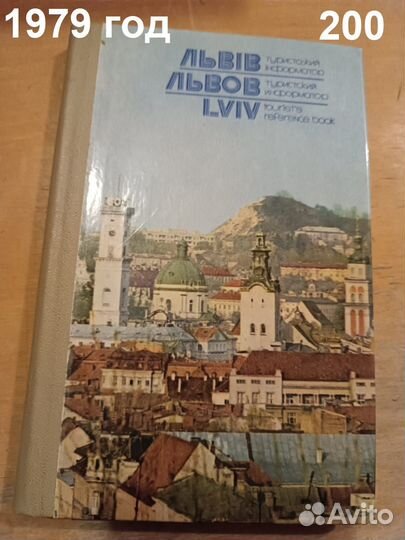 1979 год 200
ЛЬВІВ туристський
інформатор
ЛЬВОВ туристский
информатор
LVIV tourist's
reference book
Avito